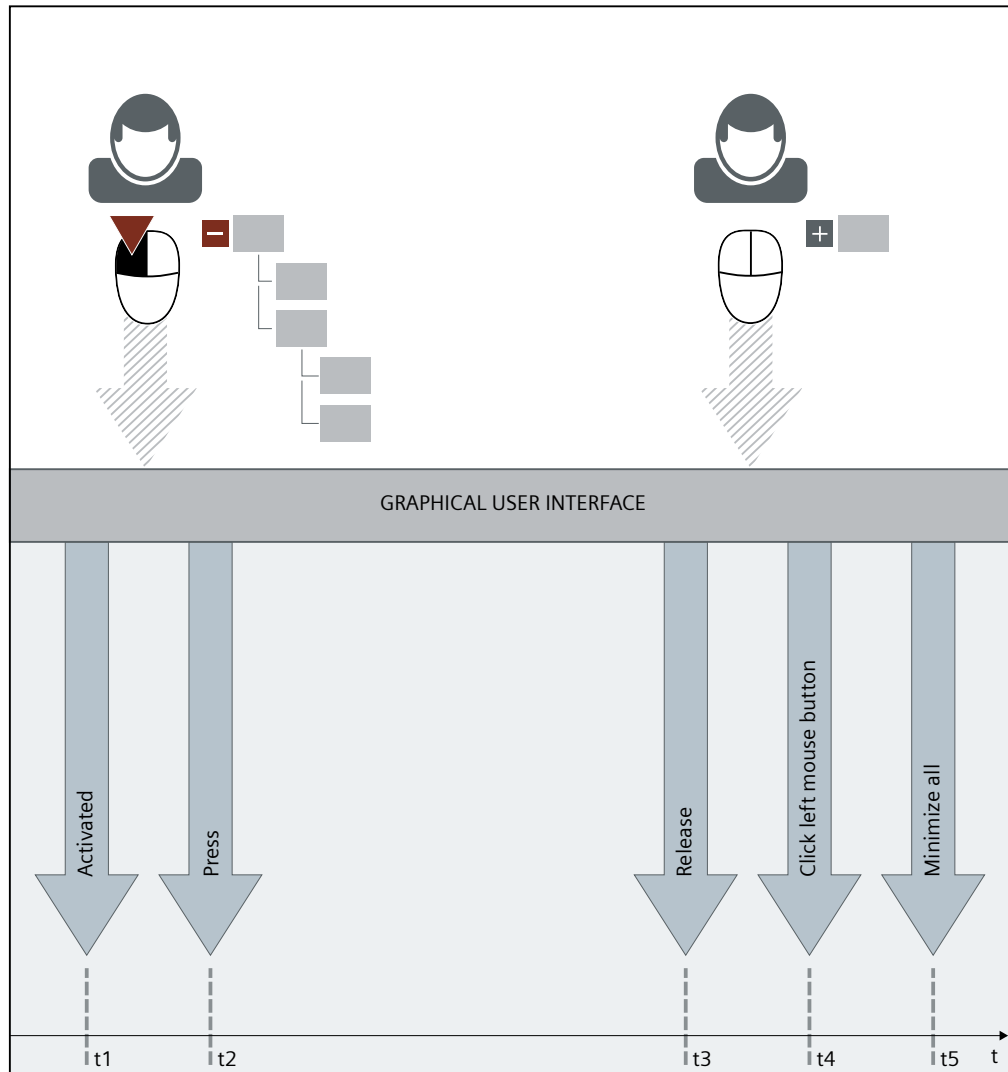 GRAPHICAL USER INTERFACE
Activated
Press
Release
Click left mouse button
Minimize all
t1
t2
t3
t4
t5
t